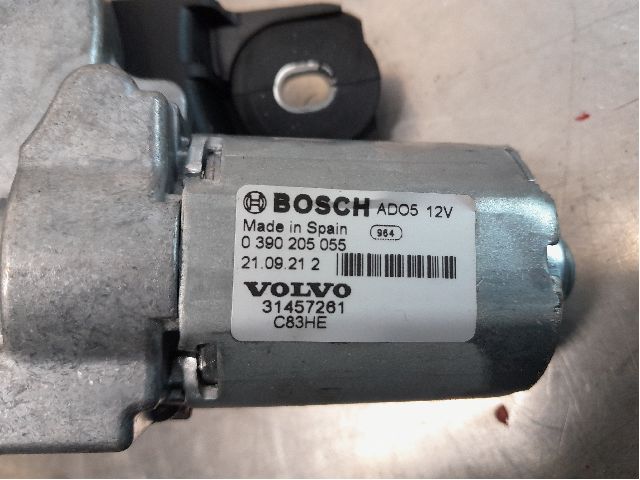 BOSCH ADO5 12V
Made in Spain 964
0 390 205 055
21.09.21 2
VOLVO
31457261
C83HE